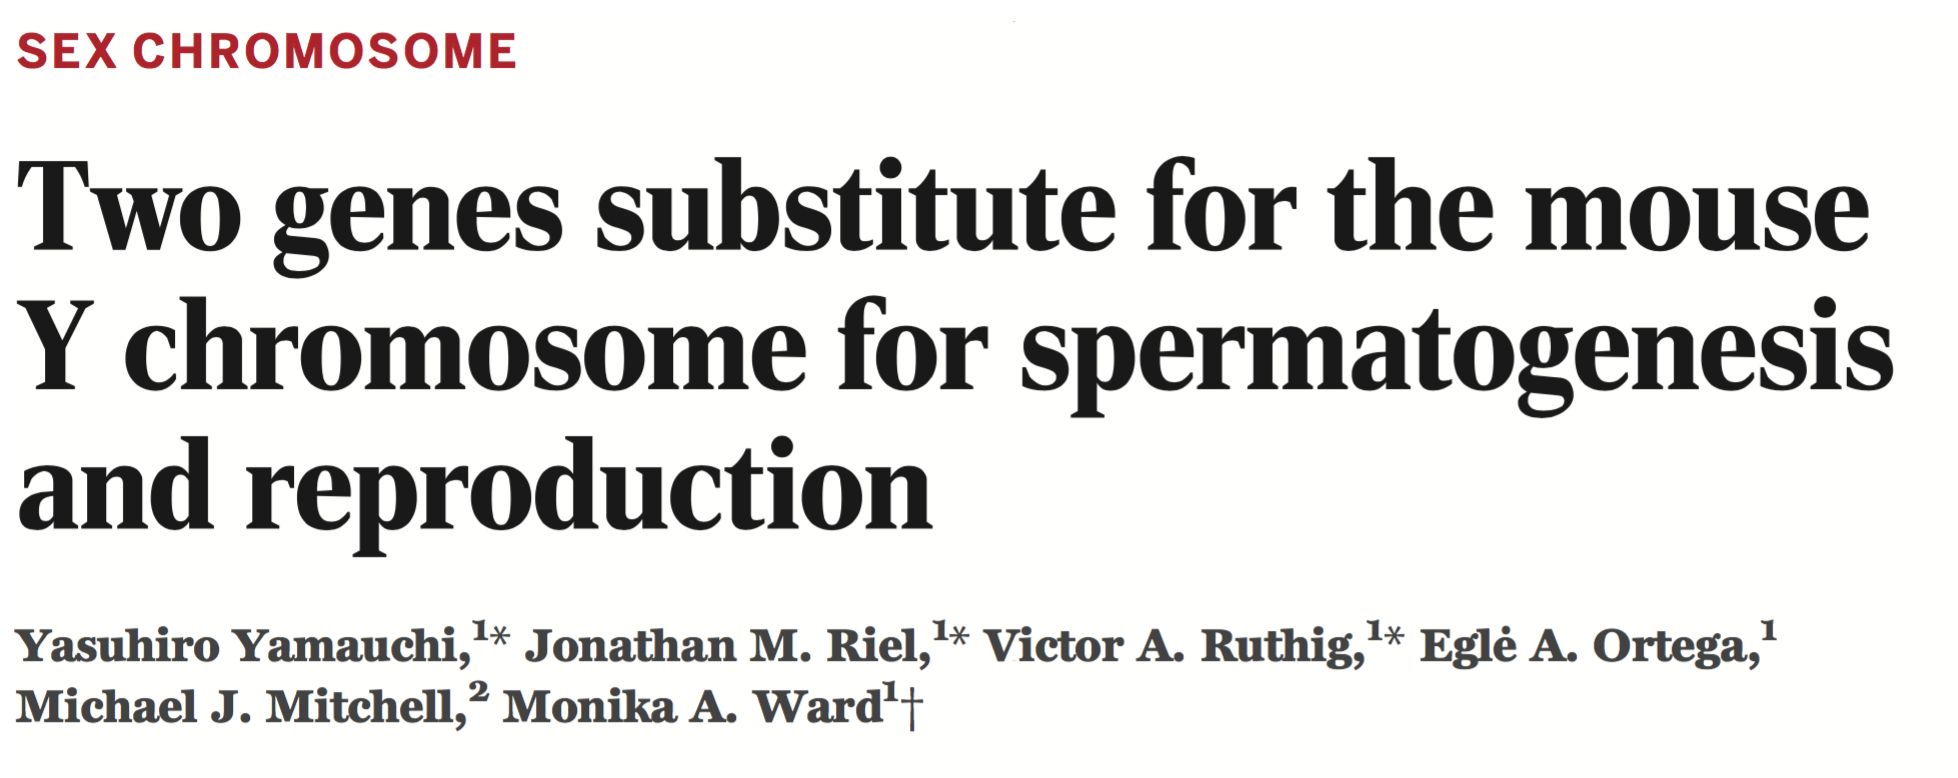 SEX CHROMOSOME
Two genes substitute for the mouse
Y chromosome for spermatogenesis
and reproduction
Yasuhiro Yamauchi,¹* Jonathan M. Riel,¹* Victor A. Ruthig,¹* Eglė A. Ortega,¹
Michael J. Mitchell,² Monika A. Ward¹†